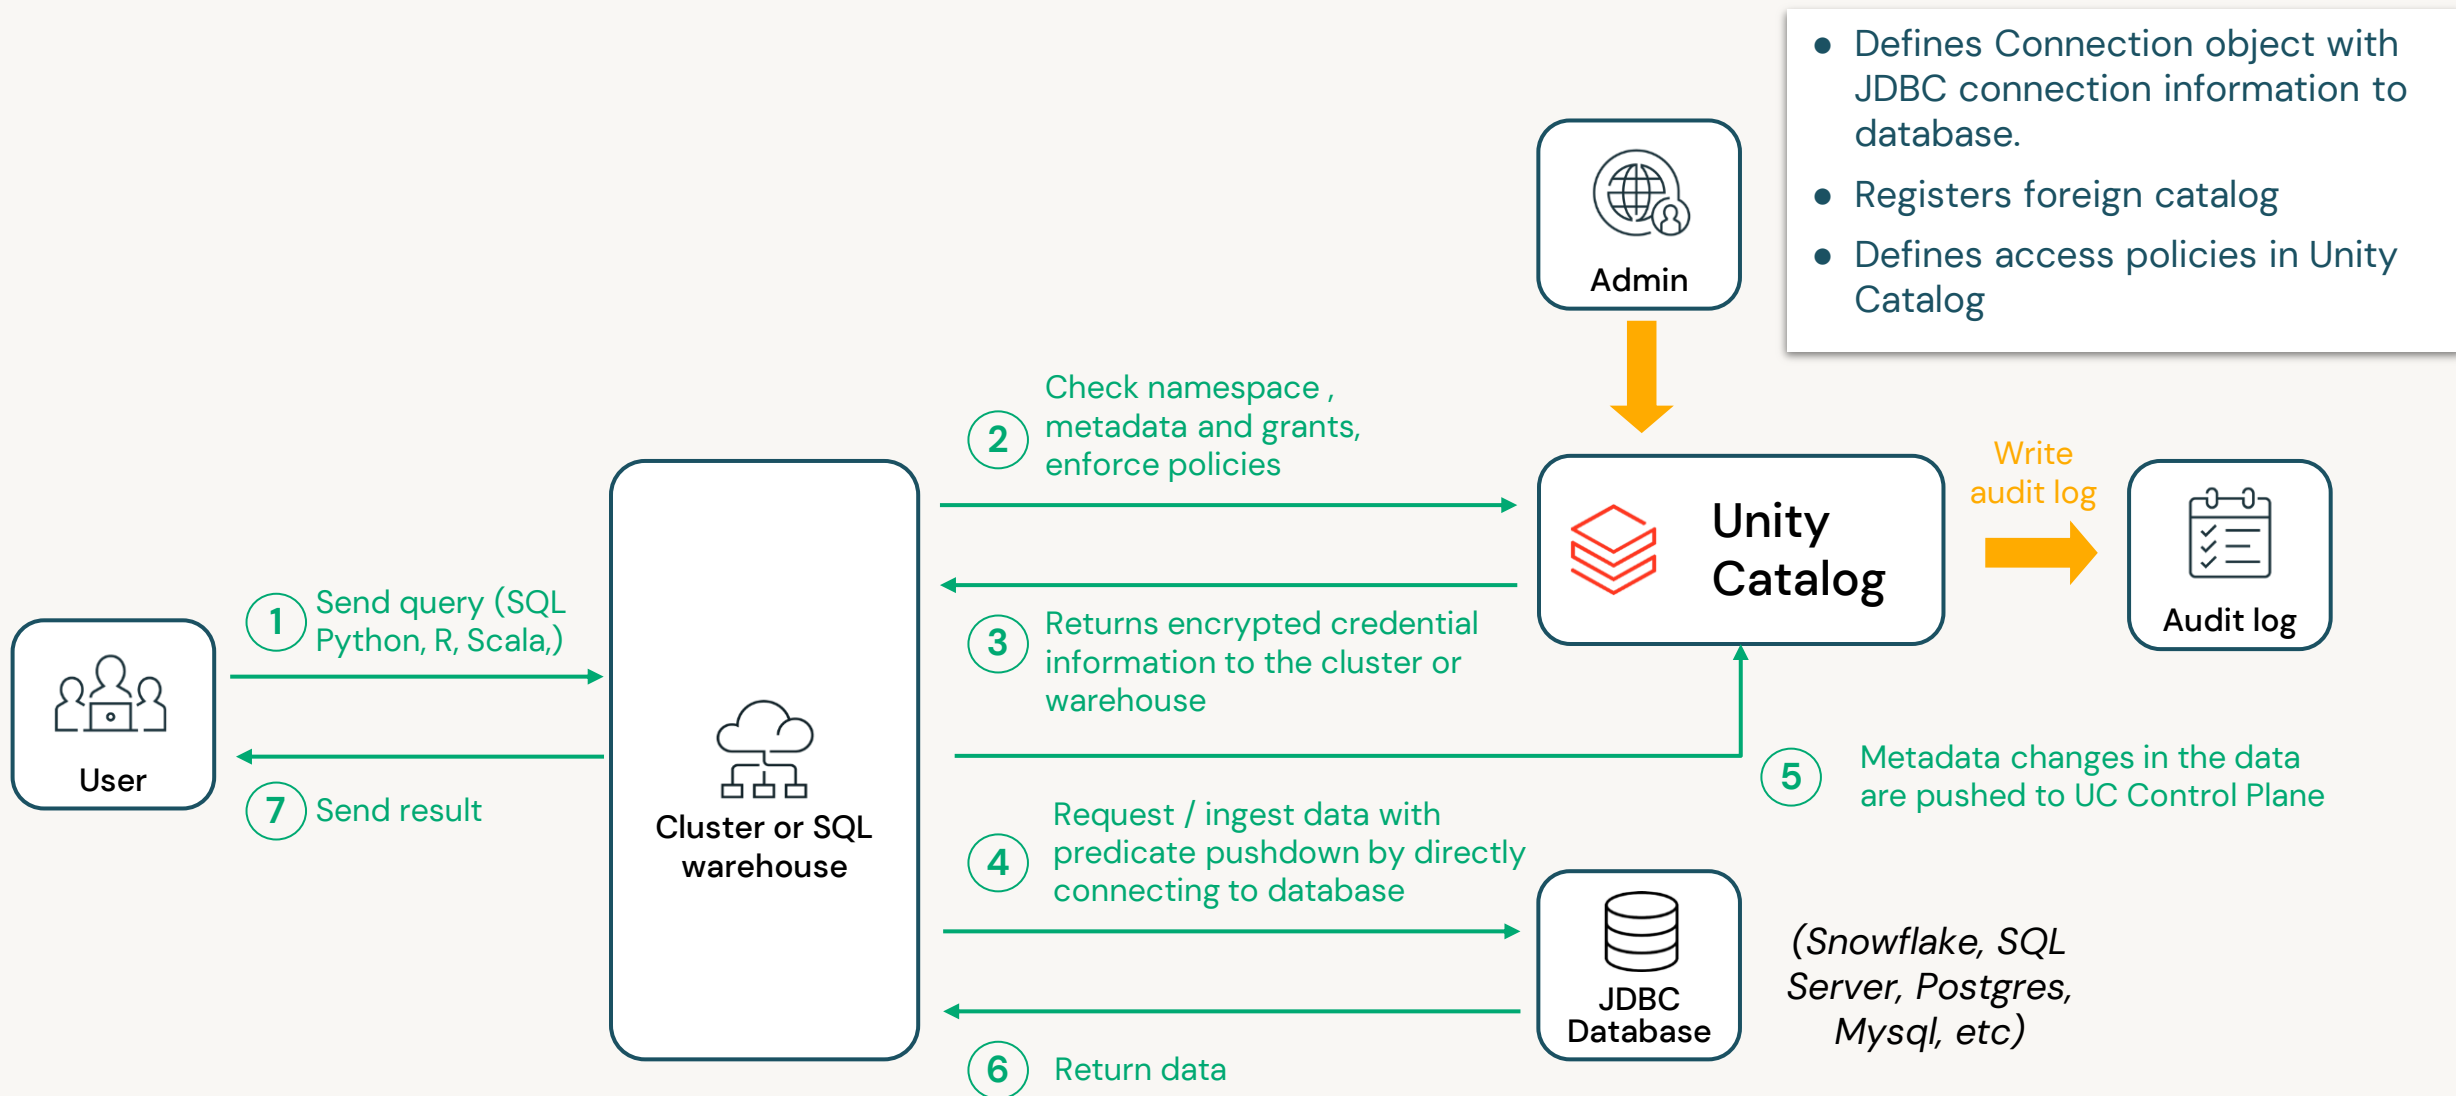 ● Defines Connection object with
JDBC connection information to
database.
● Registers foreign catalog
● Defines access policies in Unity
Catalog
Admin
2
Check namespace ,
metadata and grants,
enforce policies
Write
audit log
Unity
Catalog
Audit log
1
Send query (SQL
Python, R, Scala,)
3
Returns encrypted credential
information to the cluster or
warehouse
User
7
Send result
Cluster or SQL
warehouse
5
Metadata changes in the data
are pushed to UC Control Plane
4
Request / ingest data with
predicate pushdown by directly
connecting to database
JDBC
Database
(Snowflake, SQL
Server, Postgres,
Mysql, etc)
6
Return data